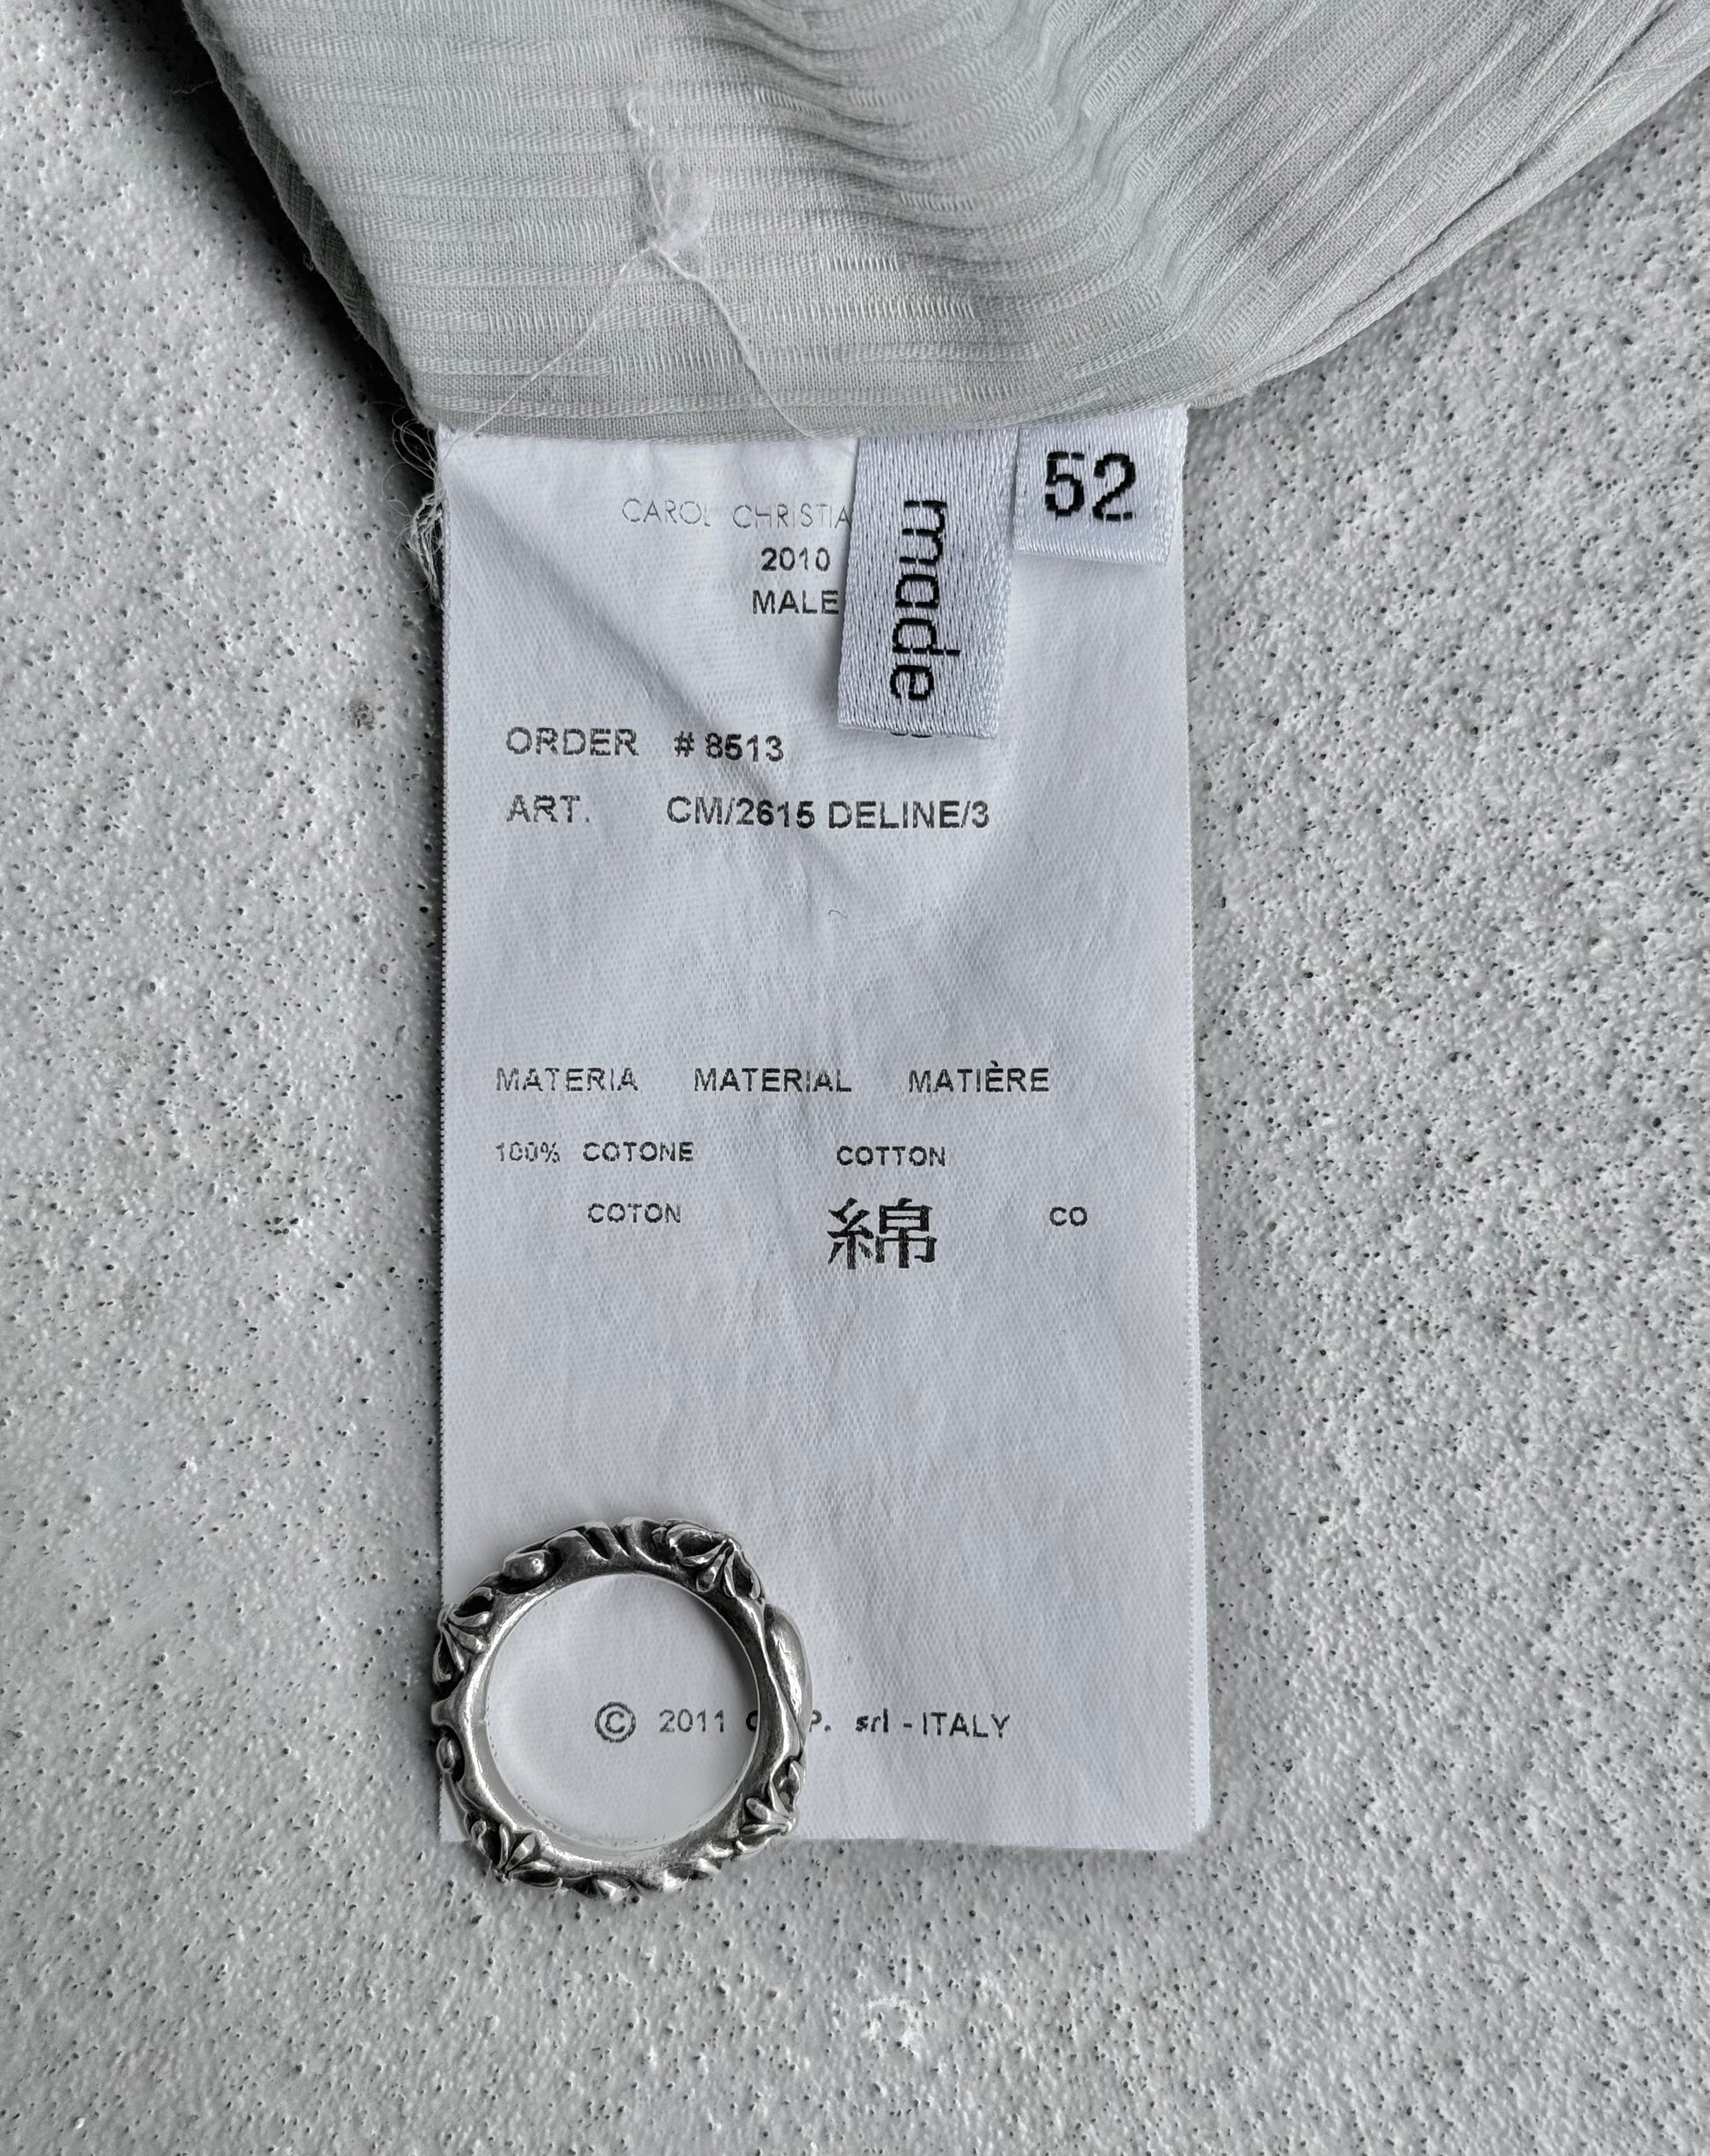 CAROL CHRISTIA
2010
MALE
made
52
ORDER # 8513
ART. CM/2615 DELINE/3
MATERIA MATERIAL MATIÈRE
100% COTONE COTTON
COTON 綿 CO
© 2011 P. srl - ITALY